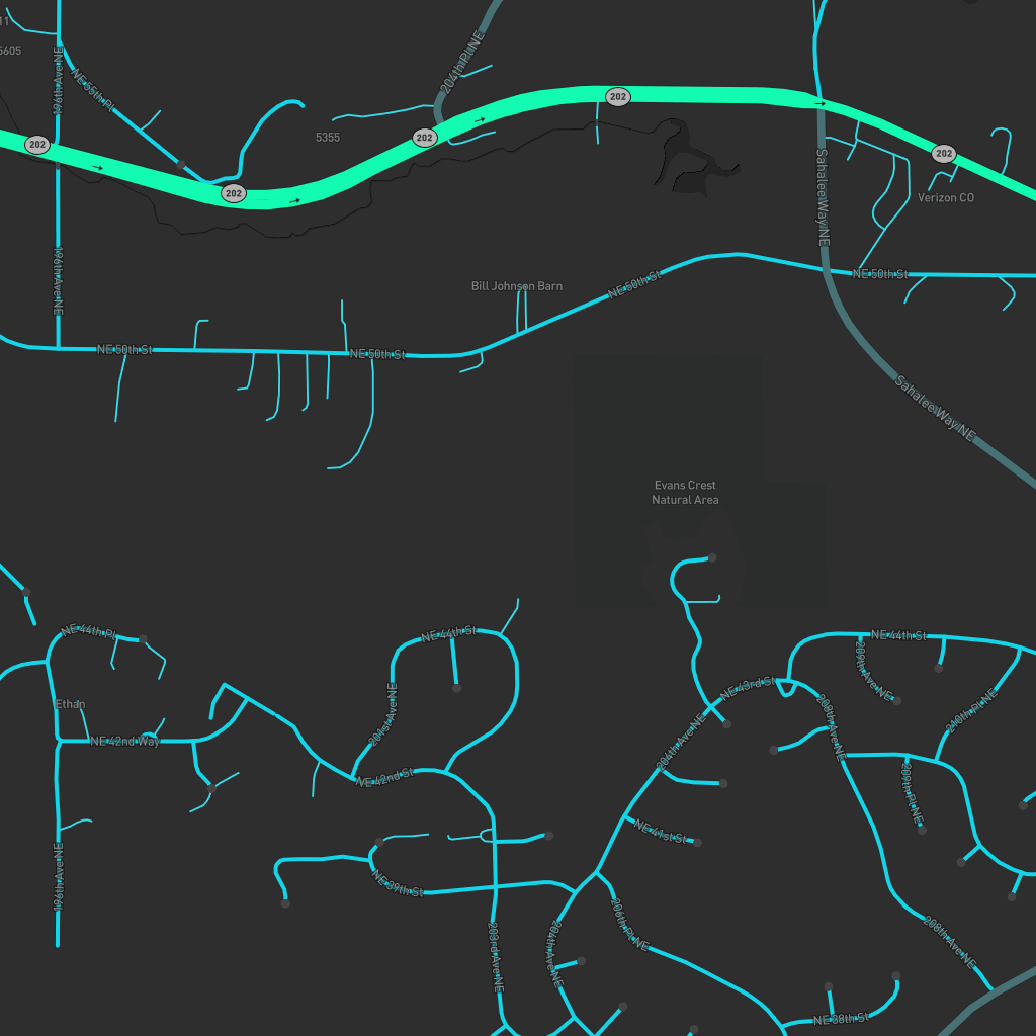 11
5605
196th Ave NE
NE 55th Pl
204th Pl NE
202
202
5355
202
202
202
Verizon CO
Sahalee Way NE
196th Ave NE
NE 50th St
Bill Johnson Barn
NE 50th St
NE 50th St
NE 50th St
Sahalee Way NE
Evans Crest
Natural Area
NE 44th Pl
NE 44th St
NE 44th St
209th Ave NE
NE 43rd St
Ethan
201st Ave NE
208th Ave NE
210th Pl NE
204th Ave NE
NE 42nd Way
NE 42nd St
209th Pl NE
NE 41st St
196th Ave NE
NE 39th St
206th Pl NE
203rd Ave NE
204th Ave NE
208th Ave NE
NE 38th St